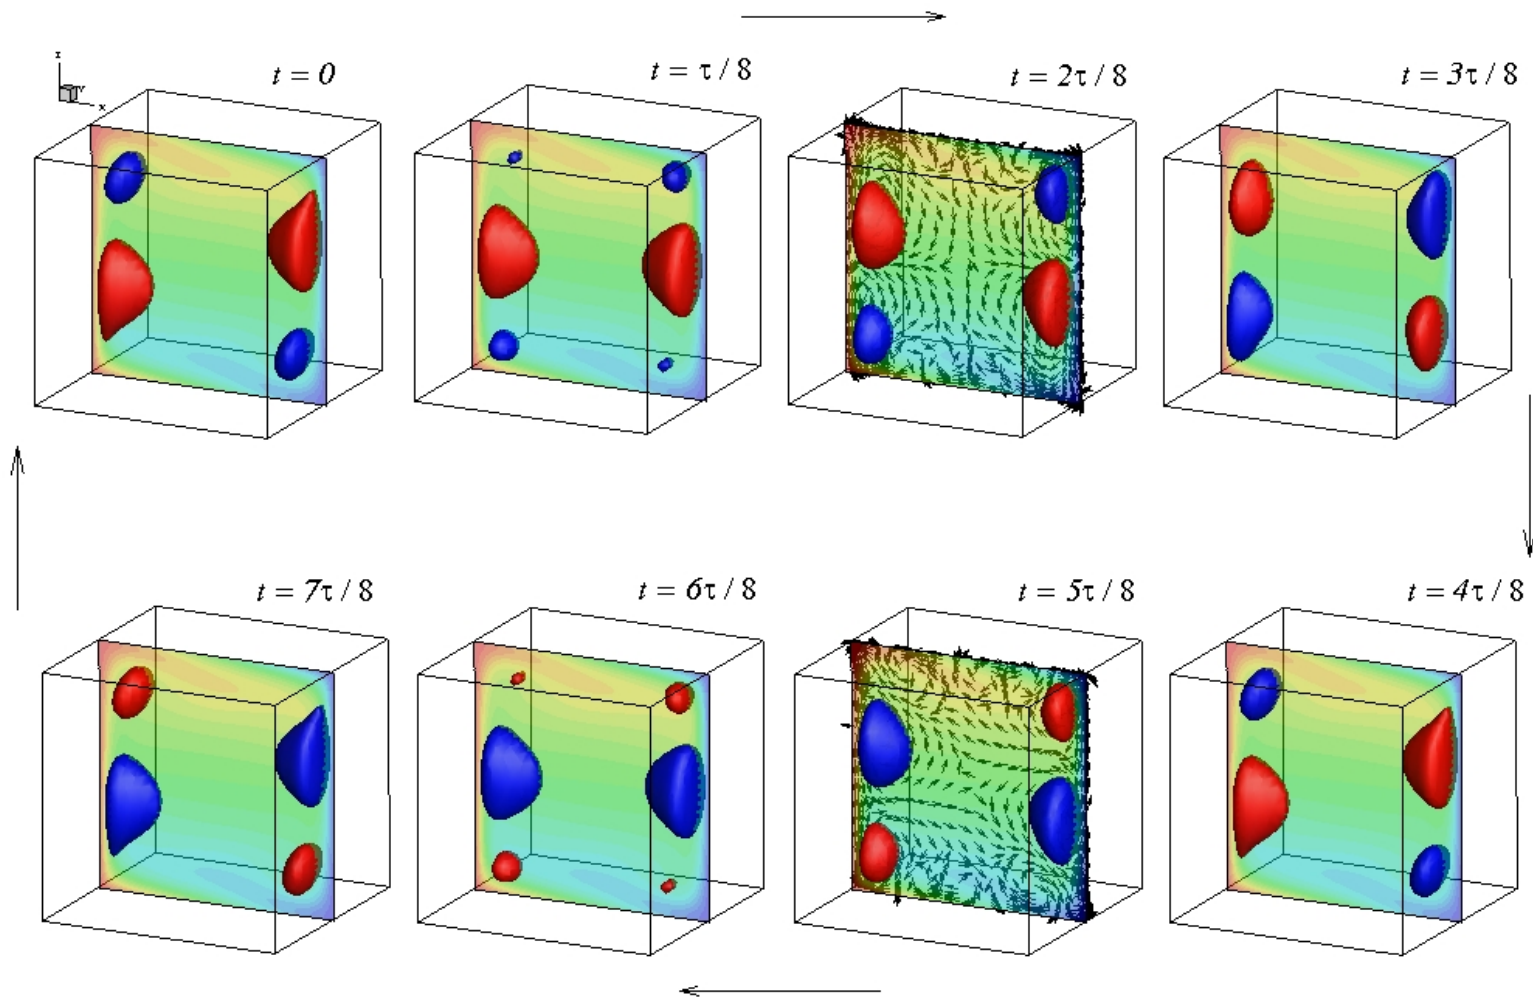 z
Y
x
t = 0
t = τ / 8
t = 2τ / 8
t = 3τ / 8
t = 7τ / 8
t = 6τ / 8
t = 5τ / 8
t = 4τ / 8